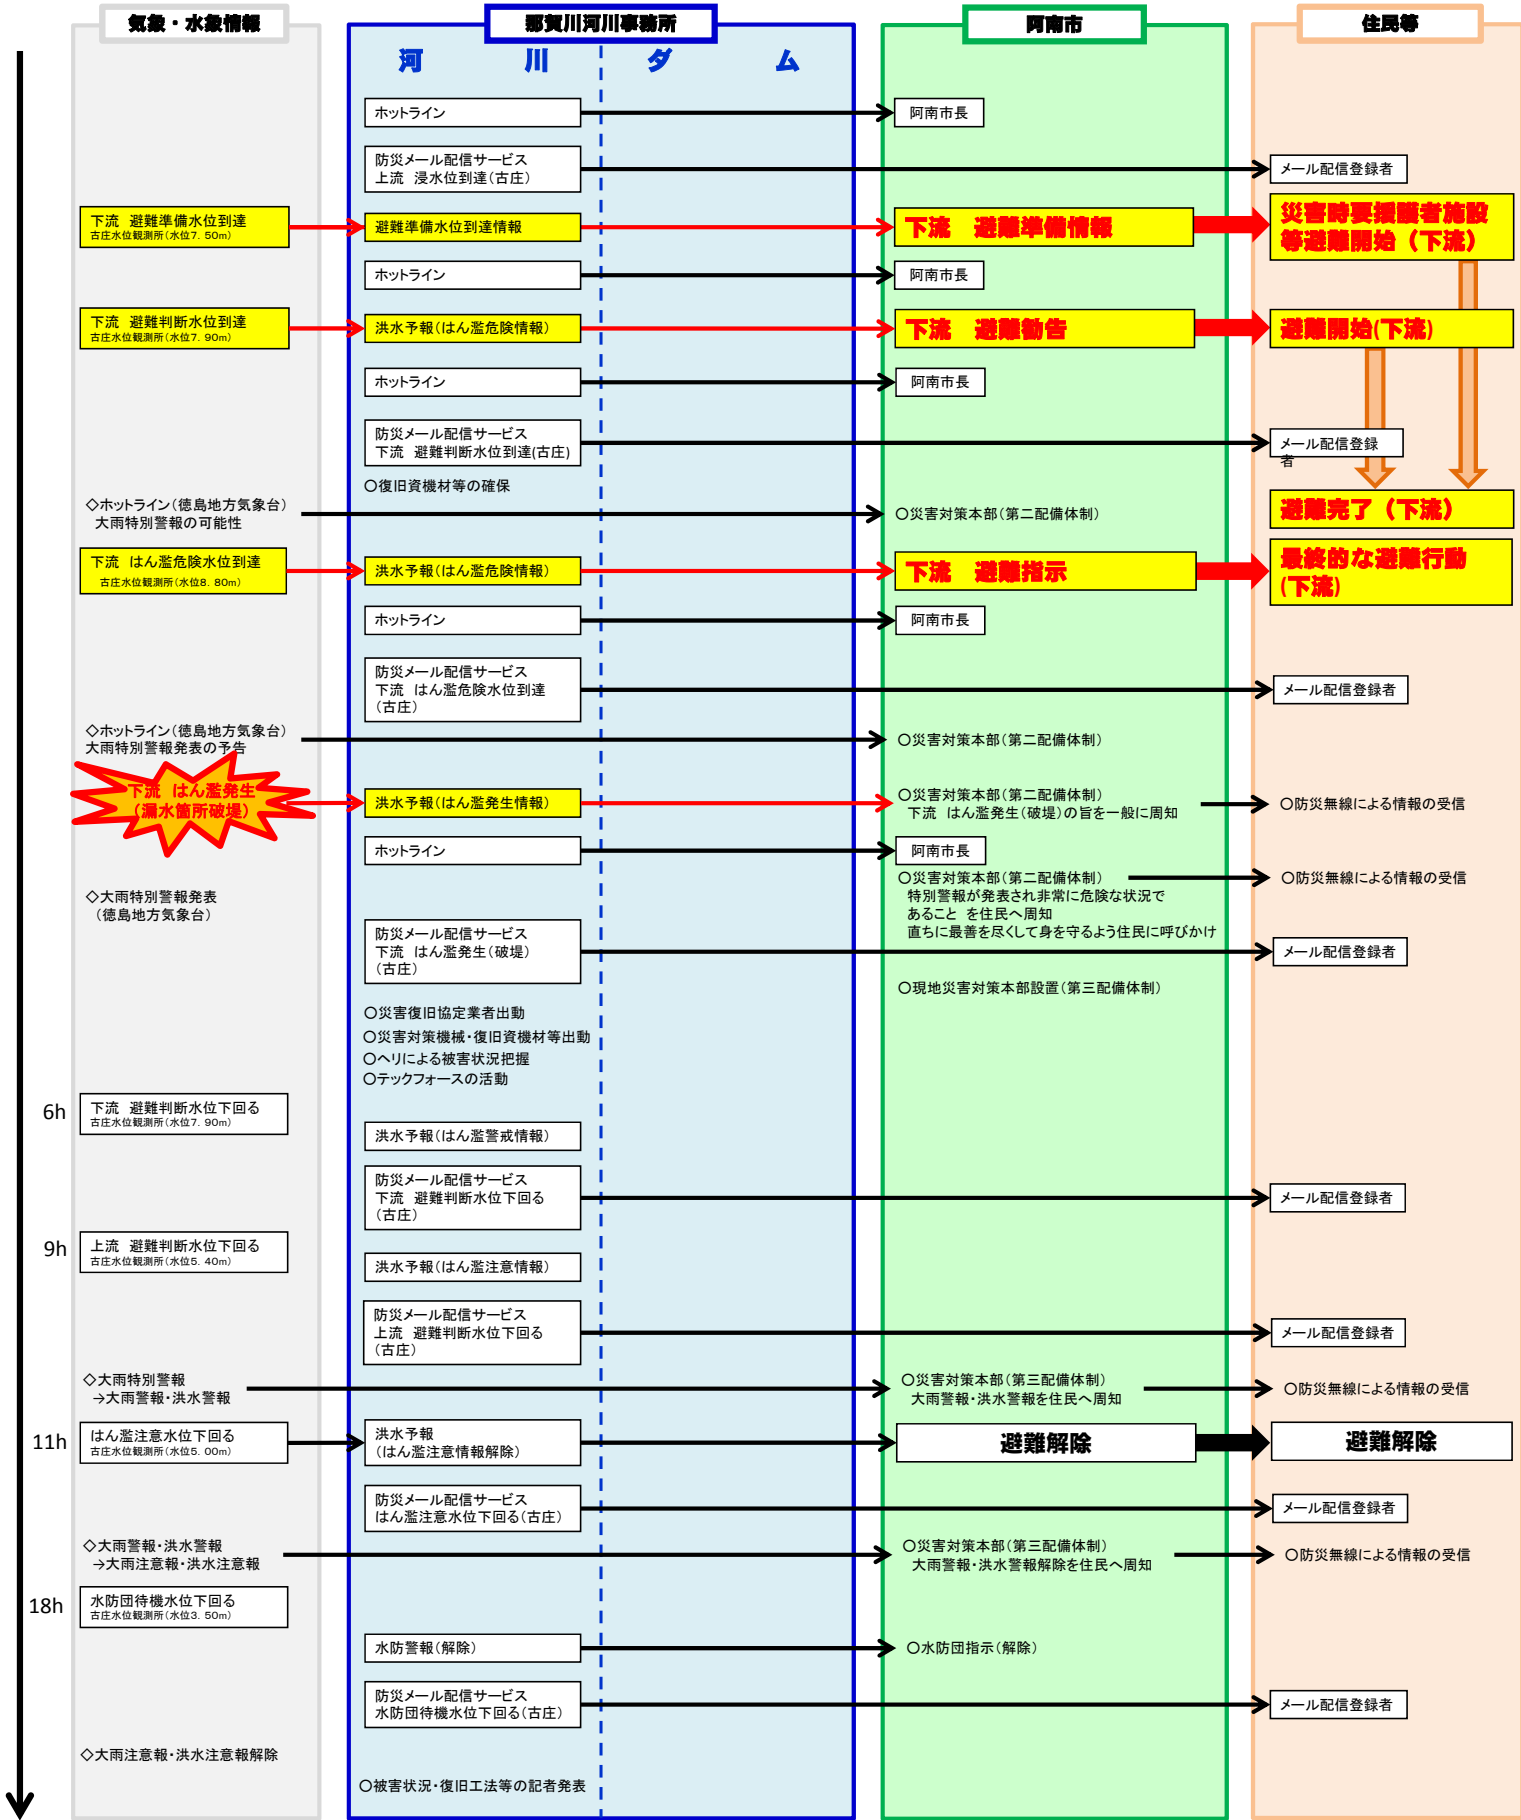 気象・水象情報
那賀川河川事務所
阿南市
住民等
河 川
ダ ム
ホットライン
阿南市長
防災メール配信サービス
上流 浸水位到達(古庄)
メール配信登録者
下流 避難準備水位到達
古庄水位観測所(水位7.50m)
避難準備水位到達情報
下流 避難準備情報
災害時要援護者施設
等避難開始(下流)
ホットライン
阿南市長
下流 避難判断水位到達
古庄水位観測所(水位7.90m)
洪水予報(はん濫危険情報)
下流 避難勧告
避難開始(下流)
ホットライン
阿南市長
防災メール配信サービス
下流 避難判断水位到達(古庄)
メール配信登録
者
○復旧資機材等の確保
◇ホットライン(徳島地方気象台)
大雨特別警報の可能性
○災害対策本部(第二配備体制)
避難完了(下流)
下流 はん濫危険水位到達
古庄水位観測所(水位8.80m)
洪水予報(はん濫危険情報)
下流 避難指示
最終的な避難行動
(下流)
ホットライン
阿南市長
防災メール配信サービス
下流 はん濫危険水位到達
(古庄)
メール配信登録者
◇ホットライン(徳島地方気象台)
大雨特別警報発表の予告
○災害対策本部(第二配備体制)
下流 はん濫発生
(漏水箇所破堤)
洪水予報(はん濫発生情報)
○災害対策本部(第二配備体制)
下流 はん濫発生(破堤)の旨を一般に周知
○防災無線による情報の受信
ホットライン
阿南市長
○災害対策本部(第二配備体制)
特別警報が発表され非常に危険な状況で
あること を住民へ周知
直ちに最善を尽くして身を守るよう住民に呼びかけ
○防災無線による情報の受信
◇大雨特別警報発表
(徳島地方気象台)
防災メール配信サービス
下流 はん濫発生(破堤)
(古庄)
メール配信登録者
○現地災害対策本部設置(第三配備体制)
○災害復旧協定業者出動
○災害対策機械・復旧資機材等出動
○ヘリによる被害状況把握
○テックフォースの活動
6h
下流 避難判断水位下回る
古庄水位観測所(水位7.90m)
洪水予報(はん濫警戒情報)
防災メール配信サービス
下流 避難判断水位下回る
(古庄)
メール配信登録者
9h
上流 避難判断水位下回る
古庄水位観測所(水位5.40m)
洪水予報(はん濫注意情報)
防災メール配信サービス
上流 避難判断水位下回る
(古庄)
メール配信登録者
◇大雨特別警報
→大雨警報・洪水警報
○災害対策本部(第三配備体制)
大雨警報・洪水警報を住民へ周知
○防災無線による情報の受信
11h
はん濫注意水位下回る
古庄水位観測所(水位5.00m)
洪水予報
(はん濫注意情報解除)
避難解除
避難解除
防災メール配信サービス
はん濫注意水位下回る(古庄)
メール配信登録者
◇大雨警報・洪水警報
→大雨注意報・洪水注意報
○災害対策本部(第三配備体制)
大雨警報・洪水警報解除を住民へ周知
○防災無線による情報の受信
18h
水防団待機水位下回る
古庄水位観測所(水位3.50m)
水防警報(解除)
○水防団指示(解除)
防災メール配信サービス
水防団待機水位下回る(古庄)
メール配信登録者
◇大雨注意報・洪水注意報解除
○被害状況・復旧工法等の記者発表